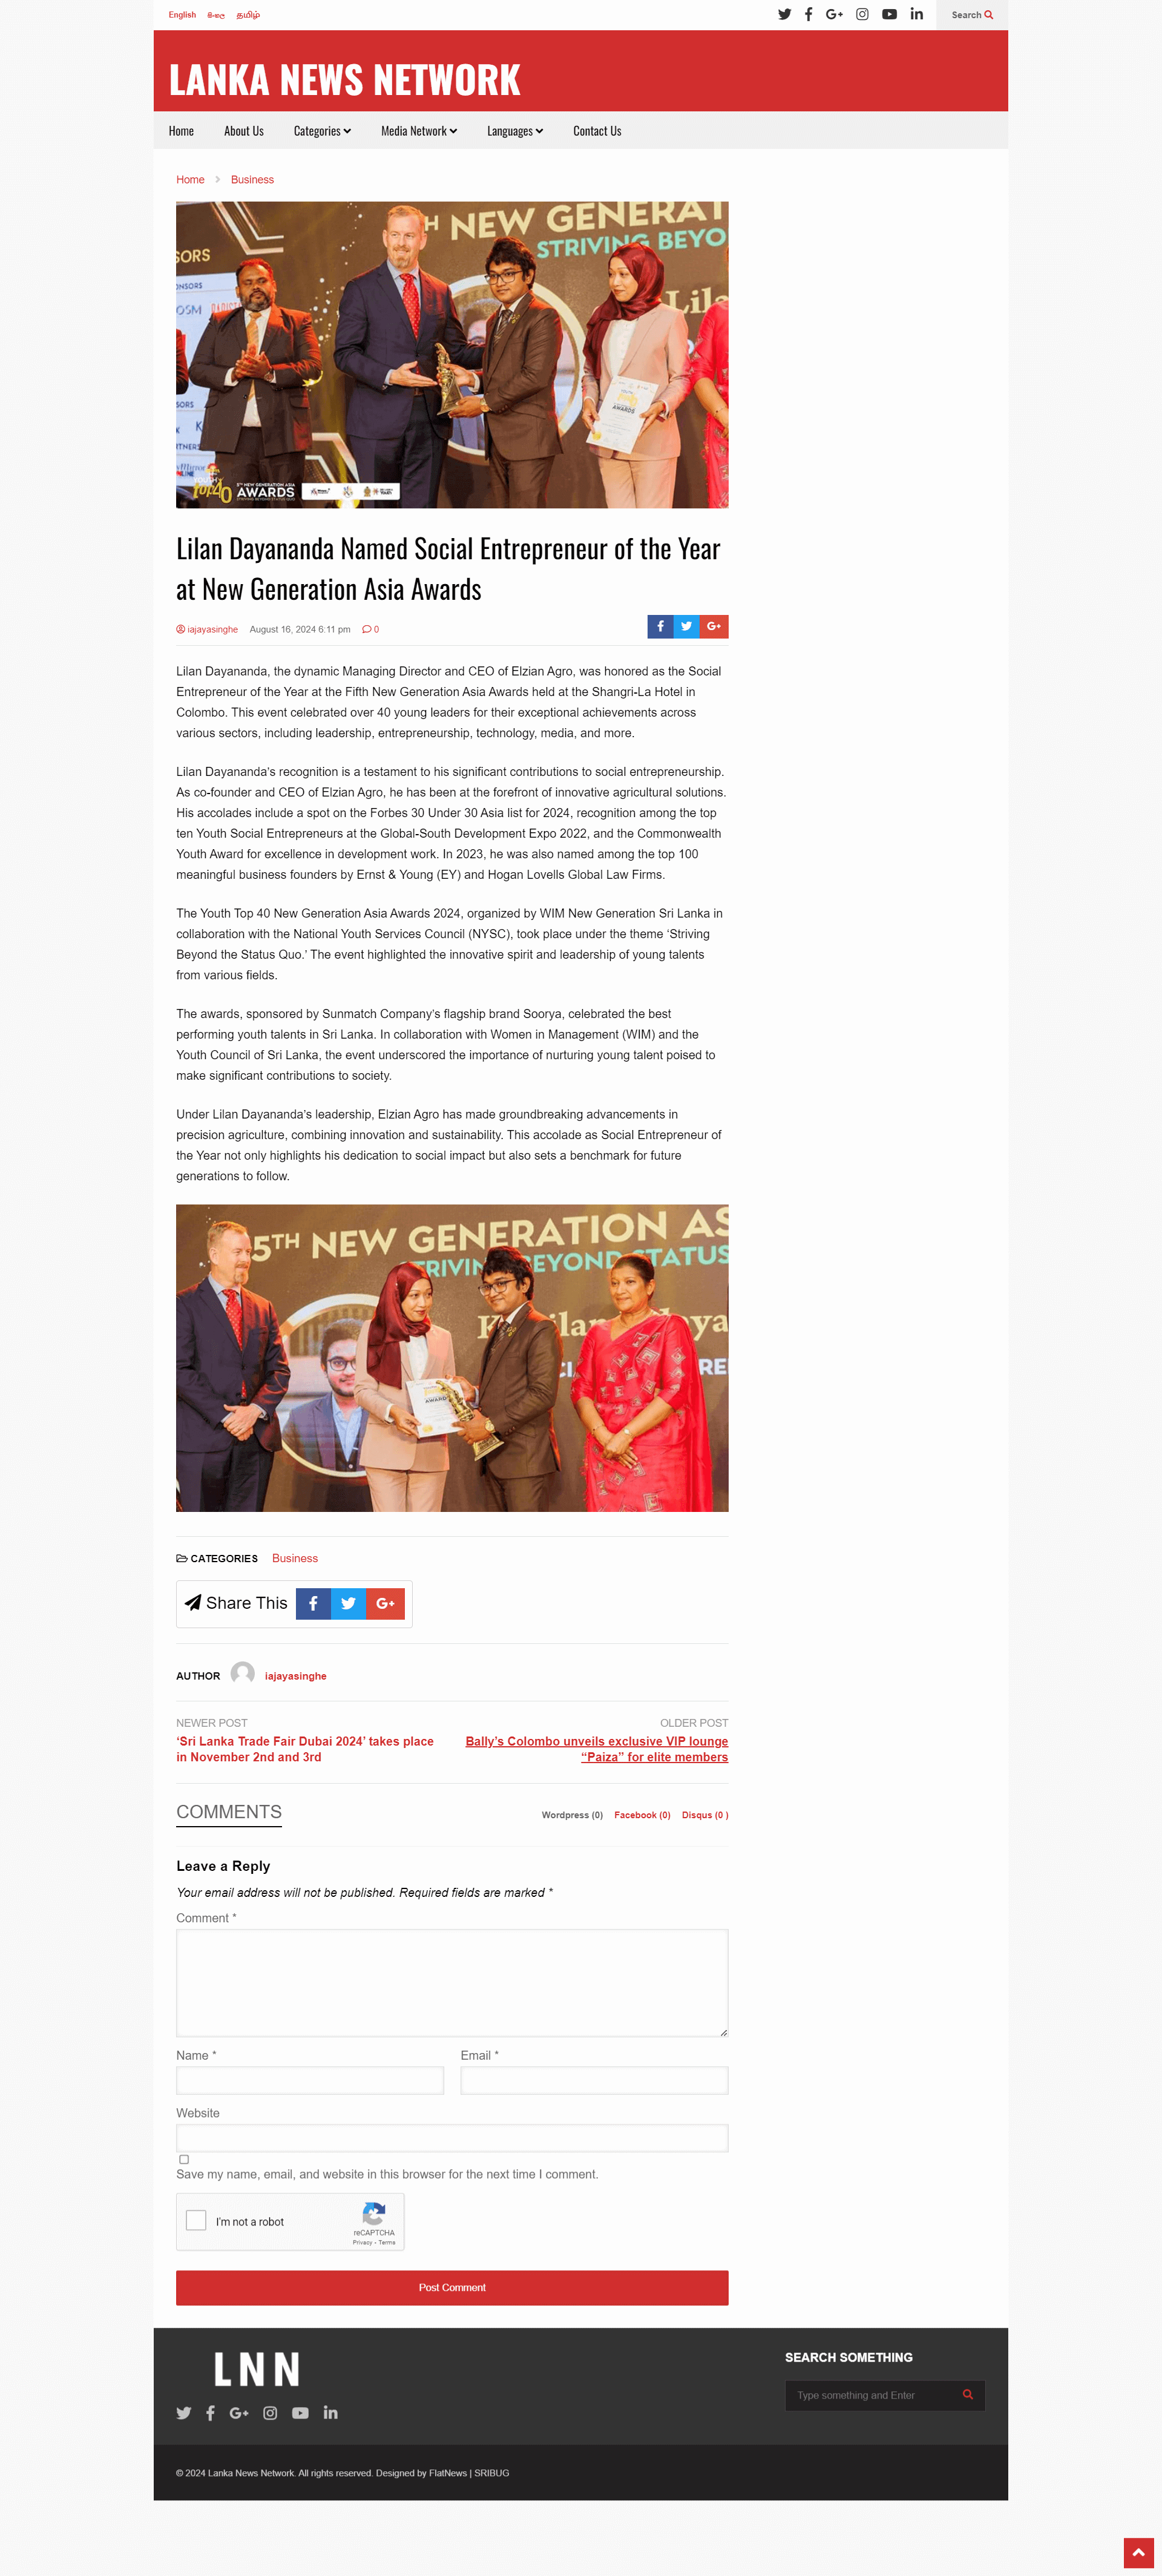 English සිංහල தமிழ் Search
LANKA NEWS NETWORK
Home About Us Categories Media Network Languages Contact Us
Home Business
TH NEW GENERATI
STRIVING BEYO
SORS
PONSORS
Lila
AWARDS
K
RTNERS
YOUTH
TOP 40
AWARDS
Lilan Dayananda Named Social Entrepreneur of the Year
at New Generation Asia Awards
iajayasinghe August 16, 2024 6:11 pm 0
Lilan Dayananda, the dynamic Managing Director and CEO of Elzian Agro, was honored as the Social
Entrepreneur of the Year at the Fifth New Generation Asia Awards held at the Shangri-La Hotel in
Colombo. This event celebrated over 40 young leaders for their exceptional achievements across
various sectors, including leadership, entrepreneurship, technology, media, and more.
Lilan Dayananda's recognition is a testament to his significant contributions to social entrepreneurship.
As co-founder and CEO of Elzian Agro, he has been at the forefront of innovative agricultural solutions.
His accolades include a spot on the Forbes 30 Under 30 Asia list for 2024, recognition among the top
ten Youth Social Entrepreneurs at the Global-South Development Expo 2022, and the Commonwealth
Youth Award for excellence in development work. In 2023, he was also named among the top 100
meaningful business founders by Ernst & Young (EY) and Hogan Lovells Global Law Firms.
The Youth Top 40 New Generation Asia Awards 2024, organized by WIM New Generation Sri Lanka in
collaboration with the National Youth Services Council (NYSC), took place under the theme ‘Striving
Beyond the Status Quo.’ The event highlighted the innovative spirit and leadership of young talents
from various fields.
The awards, sponsored by Sunmatch Company's flagship brand Soorya, celebrated the best
performing youth talents in Sri Lanka. In collaboration with Women in Management (WIM) and the
Youth Council of Sri Lanka, the event underscored the importance of nurturing young talent poised to
make significant contributions to society.
Under Lilan Dayananda's leadership, Elzian Agro has made groundbreaking advancements in
precision agriculture, combining innovation and sustainability. This accolade as Social Entrepreneur of
the Year not only highlights his dedication to social impact but also sets a benchmark for future
generations to follow.
5TH NEW GENERATION AS
STRIVING BEYOND STATUS
AWARD
CATEGORIES Business
Share This
AUTHOR iajayasinghe
NEWER POST
‘Sri Lanka Trade Fair Dubai 2024’ takes place
in November 2nd and 3rd
OLDER POST
Bally’s Colombo unveils exclusive VIP lounge
“Paiza” for elite members
COMMENTS Wordpress (0) Facebook (0) Disqus (0 )
Leave a Reply
Your email address will not be published. Required fields are marked *
Comment *
Name * Email *
Website
Save my name, email, and website in this browser for the next time I comment.
I'm not a robot
reCAPTCHA
Privacy - Terms
Post Comment
LNN
SEARCH SOMETHING
Type something and Enter
© 2024 Lanka News Network. All rights reserved. Designed by FlatNews | SRIBUG